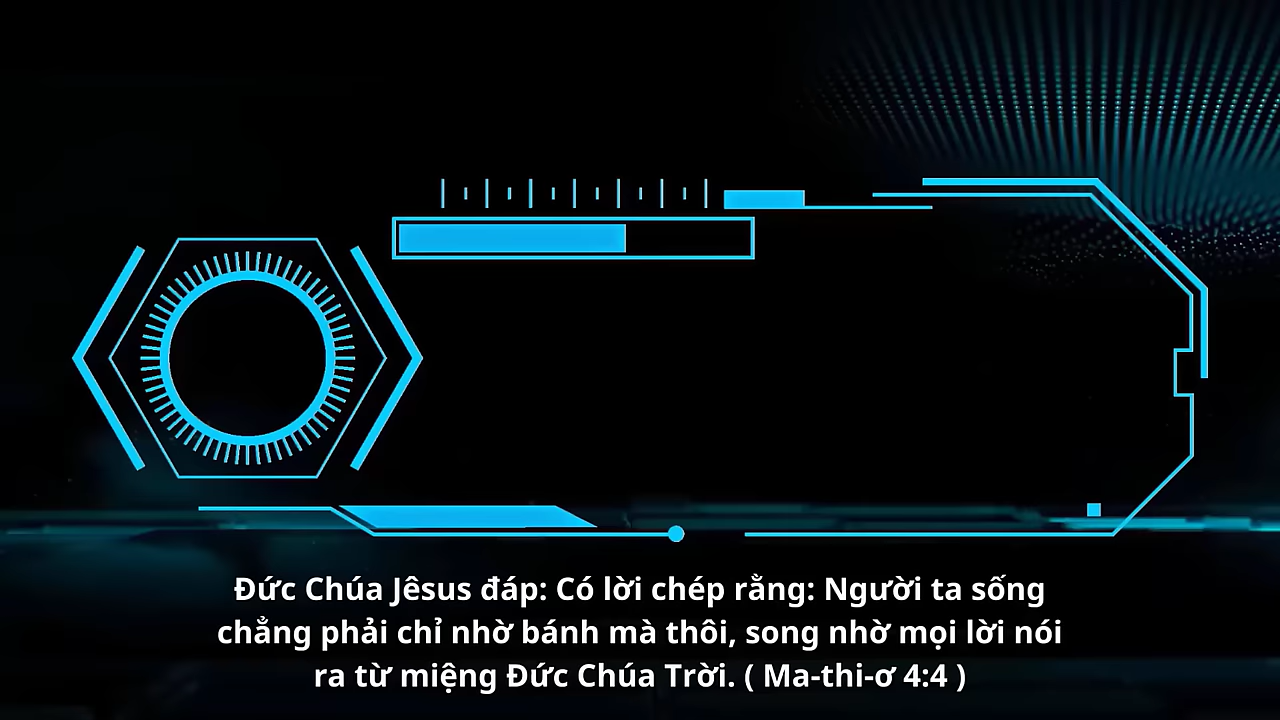 Đức Chúa Jêsus đáp: Có lời chép rằng: Người ta sống
chẳng phải chỉ nhờ bánh mà thôi, song nhờ mọi lời nói
ra từ miệng Đức Chúa Trời. ( Ma-thi-ơ 4:4 )